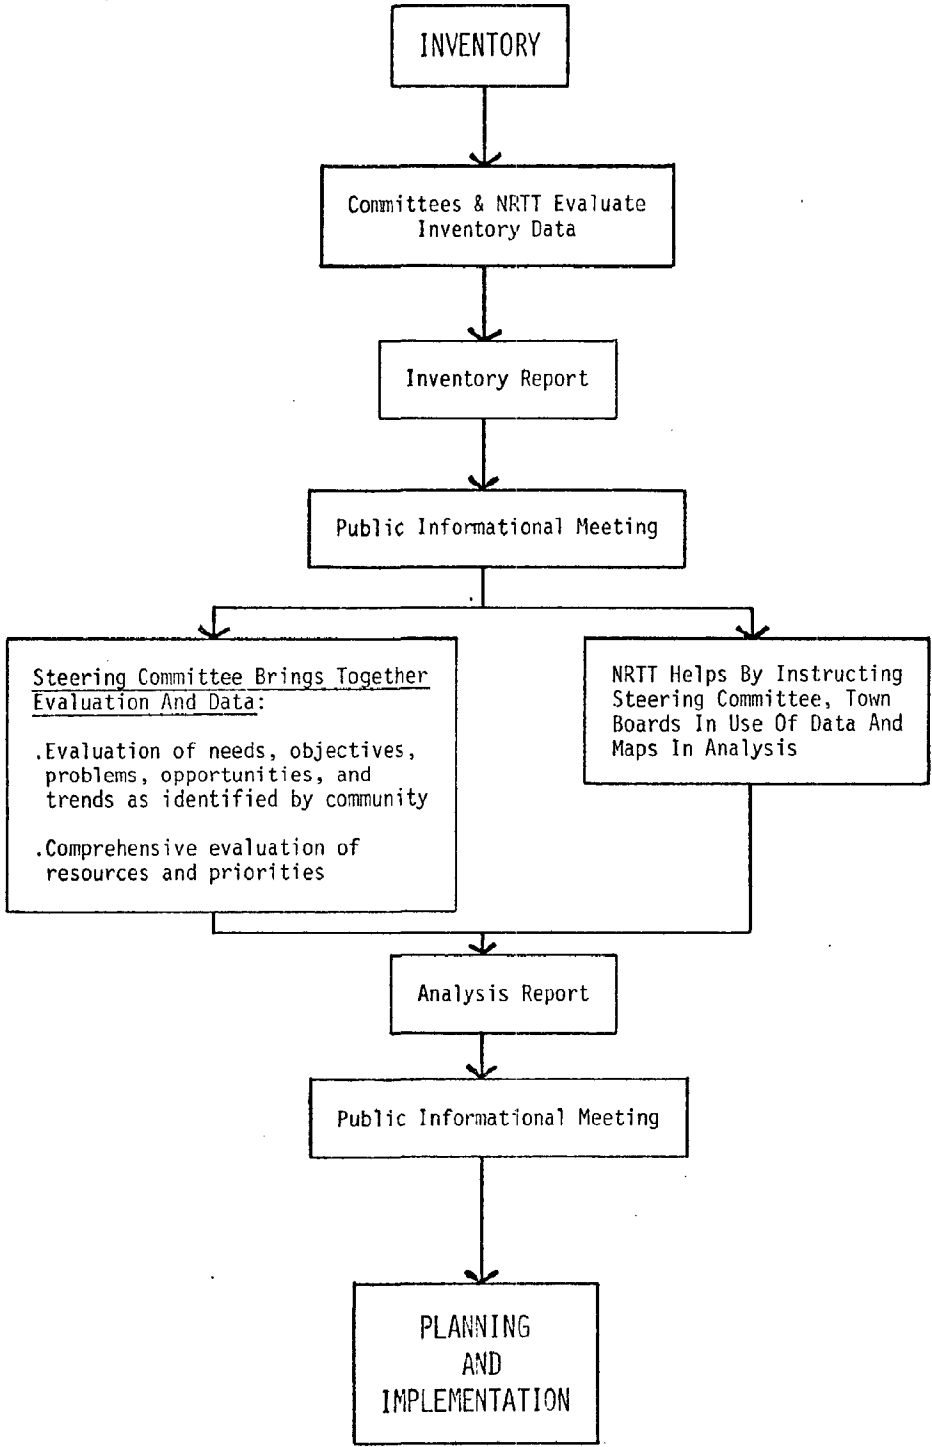 INVENTORY
Committees & NRTT Evaluate
Inventory Data
Inventory Report
Public Informational Meeting
Steering Committee Brings Together
Evaluation And Data:
.Evaluation of needs, objectives,
problems, opportunities, and
trends as identified by community
.Comprehensive evaluation of
resources and priorities
NRTT Helps By Instructing
Steering Committee, Town
Boards In Use Of Data And
Maps In Analysis
Analysis Report
Public Informational Meeting
PLANNING
AND
IMPLEMENTATION